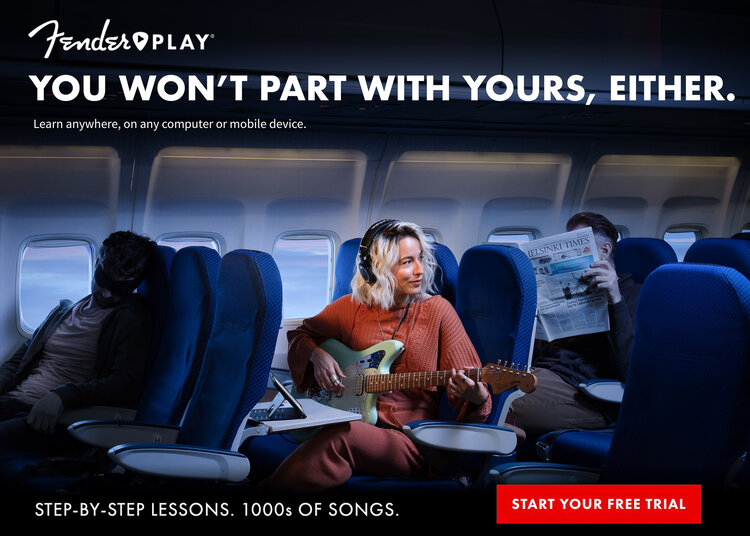 Fender PLAY®
YOU WON'T PART WITH YOURS, EITHER.
Learn anywhere, on any computer or mobile device.
HELSINKI TIMES
STEP-BY-STEP LESSONS. 1000s OF SONGS.
START YOUR FREE TRIAL